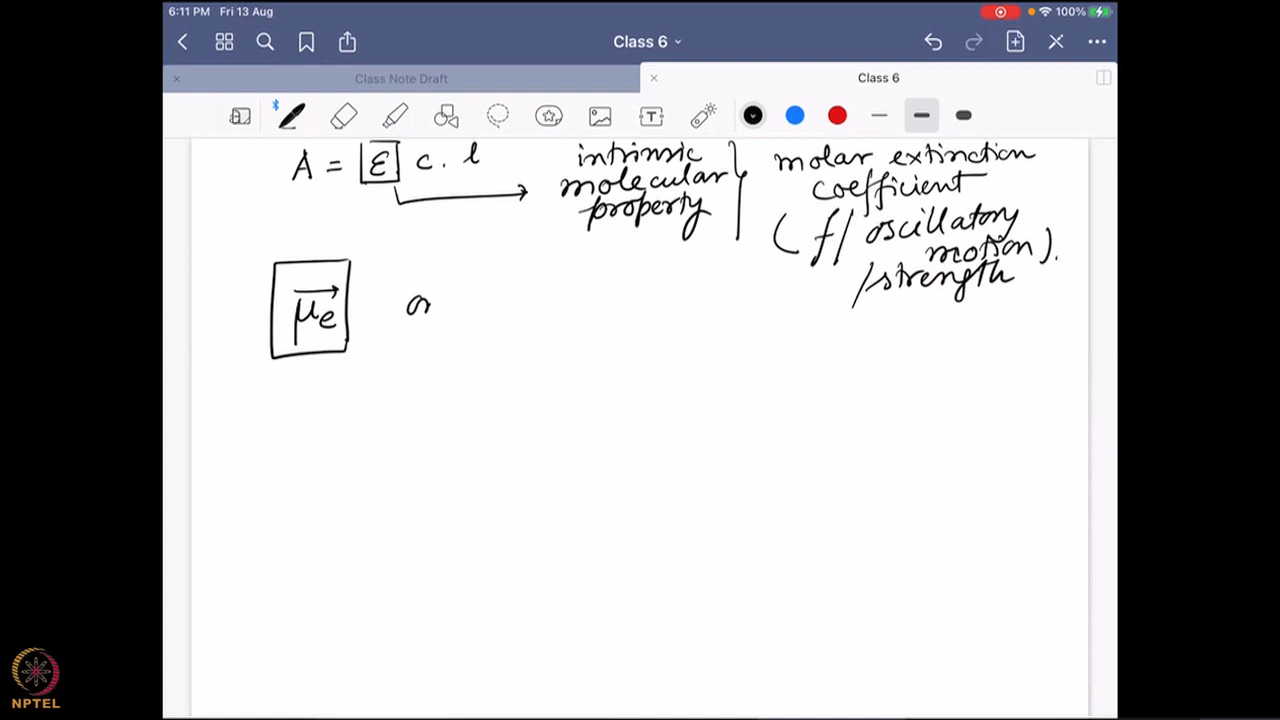 6:11 PM Fri 13 Aug
100%
Class 6
Class Note Draft
Class 6
T
A = ε c. l
intrinsic
molecular
property
molar extinction
coefficient
( f/ oscillatory
motion).
/strength
μe
or
NPTEL